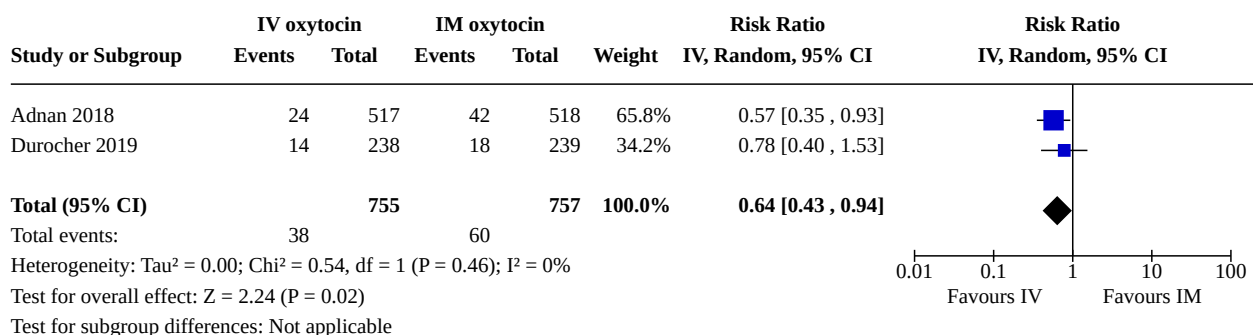 IV oxytocin IM oxytocin Risk Ratio Risk Ratio
Study or Subgroup Events Total Events Total Weight IV, Random, 95% CI IV, Random, 95% CI
Adnan 2018 24 517 42 518 65.8% 0.57 [0.35 , 0.93]
Durocher 2019 14 238 18 239 34.2% 0.78 [0.40 , 1.53]
Total (95% CI) 755 757 100.0% 0.64 [0.43 , 0.94]
Total events: 38 60
Heterogeneity: Tau² = 0.00; Chi² = 0.54, df = 1 (P = 0.46); I² = 0%
0.01 0.1 1 10 100
Test for overall effect: Z = 2.24 (P = 0.02)
Favours IV Favours IM
Test for subgroup differences: Not applicable